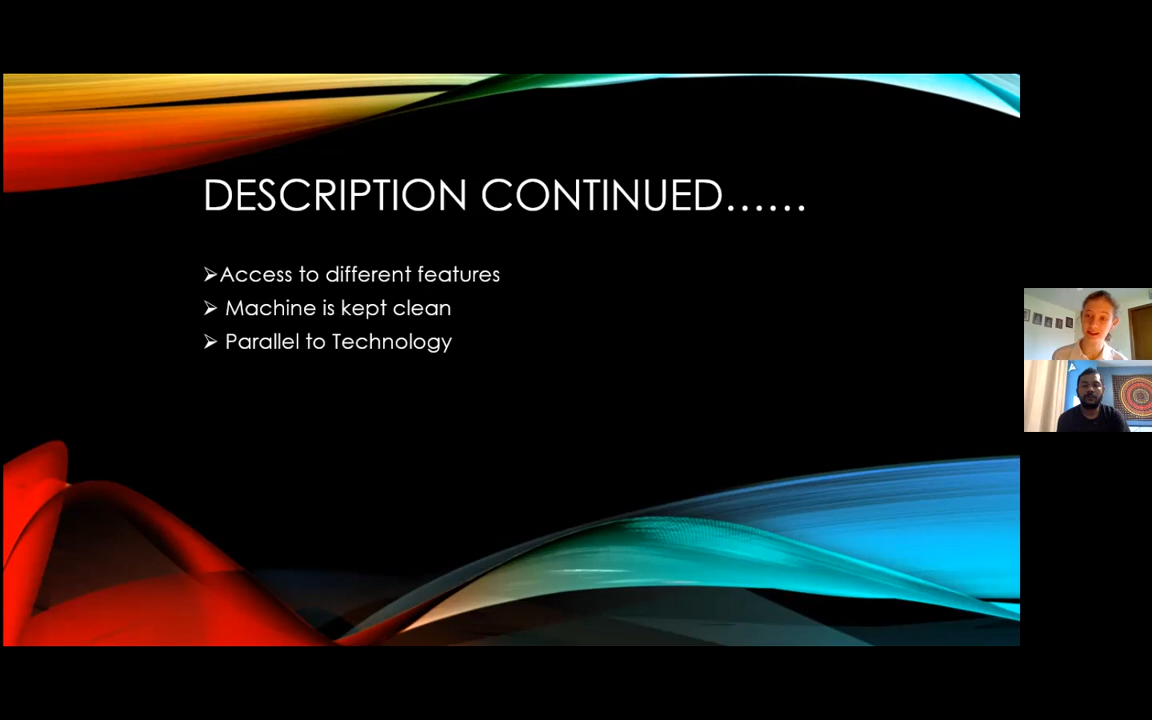 DESCRIPTION CONTINUED......
➢Access to different features
➢ Machine is kept clean
➢ Parallel to Technology